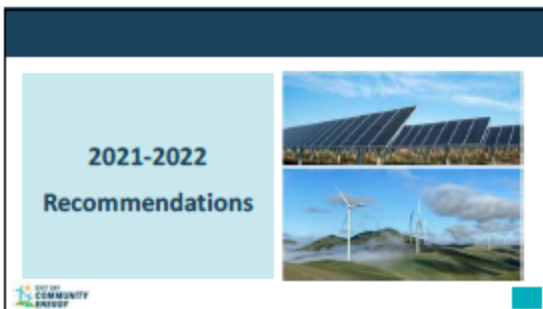 2021-2022
Recommendations
EAST BAY
COMMUNITY
ENERGY